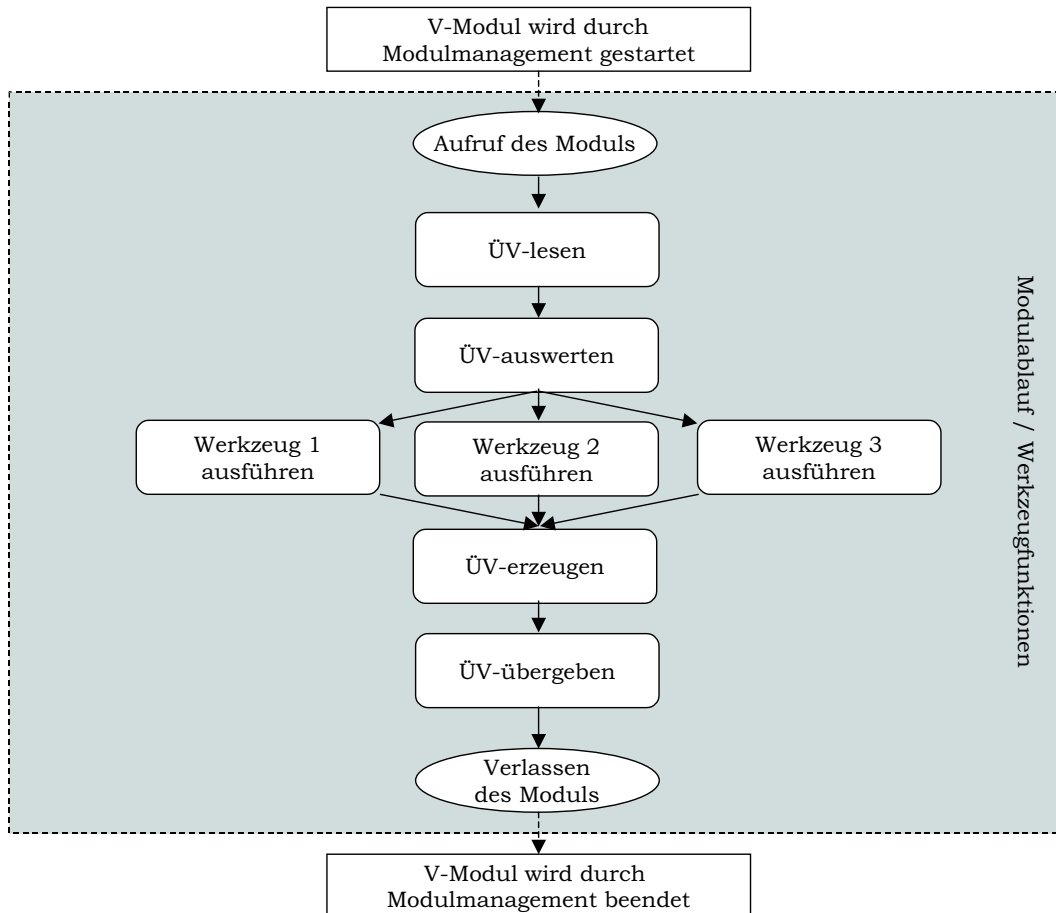 V-Modul wird durch
Modulmanagement gestartet
Aufruf des Moduls
ÜV-lesen
ÜV-auswerten
Werkzeug 1
ausführen
Werkzeug 2
ausführen
Werkzeug 3
ausführen
ÜV-erzeugen
ÜV-übergeben
Verlassen
des Moduls
Modulablauf / Werkzeugfunktionen
V-Modul wird durch
Modulmanagement beendet